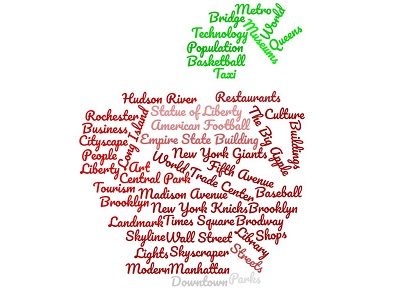 Metro
World
Bridge
Museums
Queens
Technology
Population
Basketball
Taxi
Hudson River
Restaurants
Statue of Liberty
Culture
Rochester
Cony Island
American Football
The Big Apple
Buildings
Business
Cityscape
Empire State Building
People
New York Giants
Liberty
Art
World Trade Center
Fifth Avenue
Central Park
Tourism
Madison Avenue
Baseball
Brooklyn
New York Knicks
Brooklyn
Landmark
Times Square
Brodway
Skyline
Wall Street
Library
Shops
Lights
Skyscraper
Streets
Modern
Manhattan
Downtown
Parks